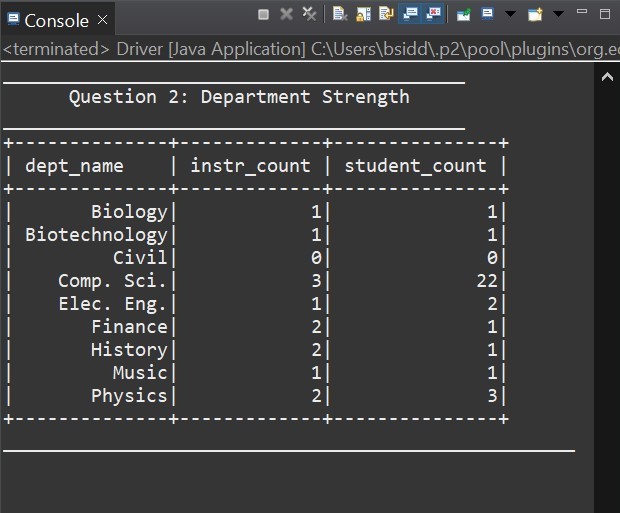 Console
<terminated> Driver [Java Application] C:\Users\bsidd\.p2\pool\plugins\org.e
Question 2: Department Strength
+--------------+-------------+---------------+
| dept_name    | instr_count | student_count |
+--------------+-------------+---------------+
|       Biology|            1|              1|
| Biotechnology|            1|              1|
|         Civil|            0|              0|
|    Comp. Sci.|            3|             22|
|    Elec. Eng.|            1|              2|
|       Finance|            2|              1|
|       History|            2|              1|
|         Music|            1|              1|
|       Physics|            2|              3|
+--------------+-------------+---------------+